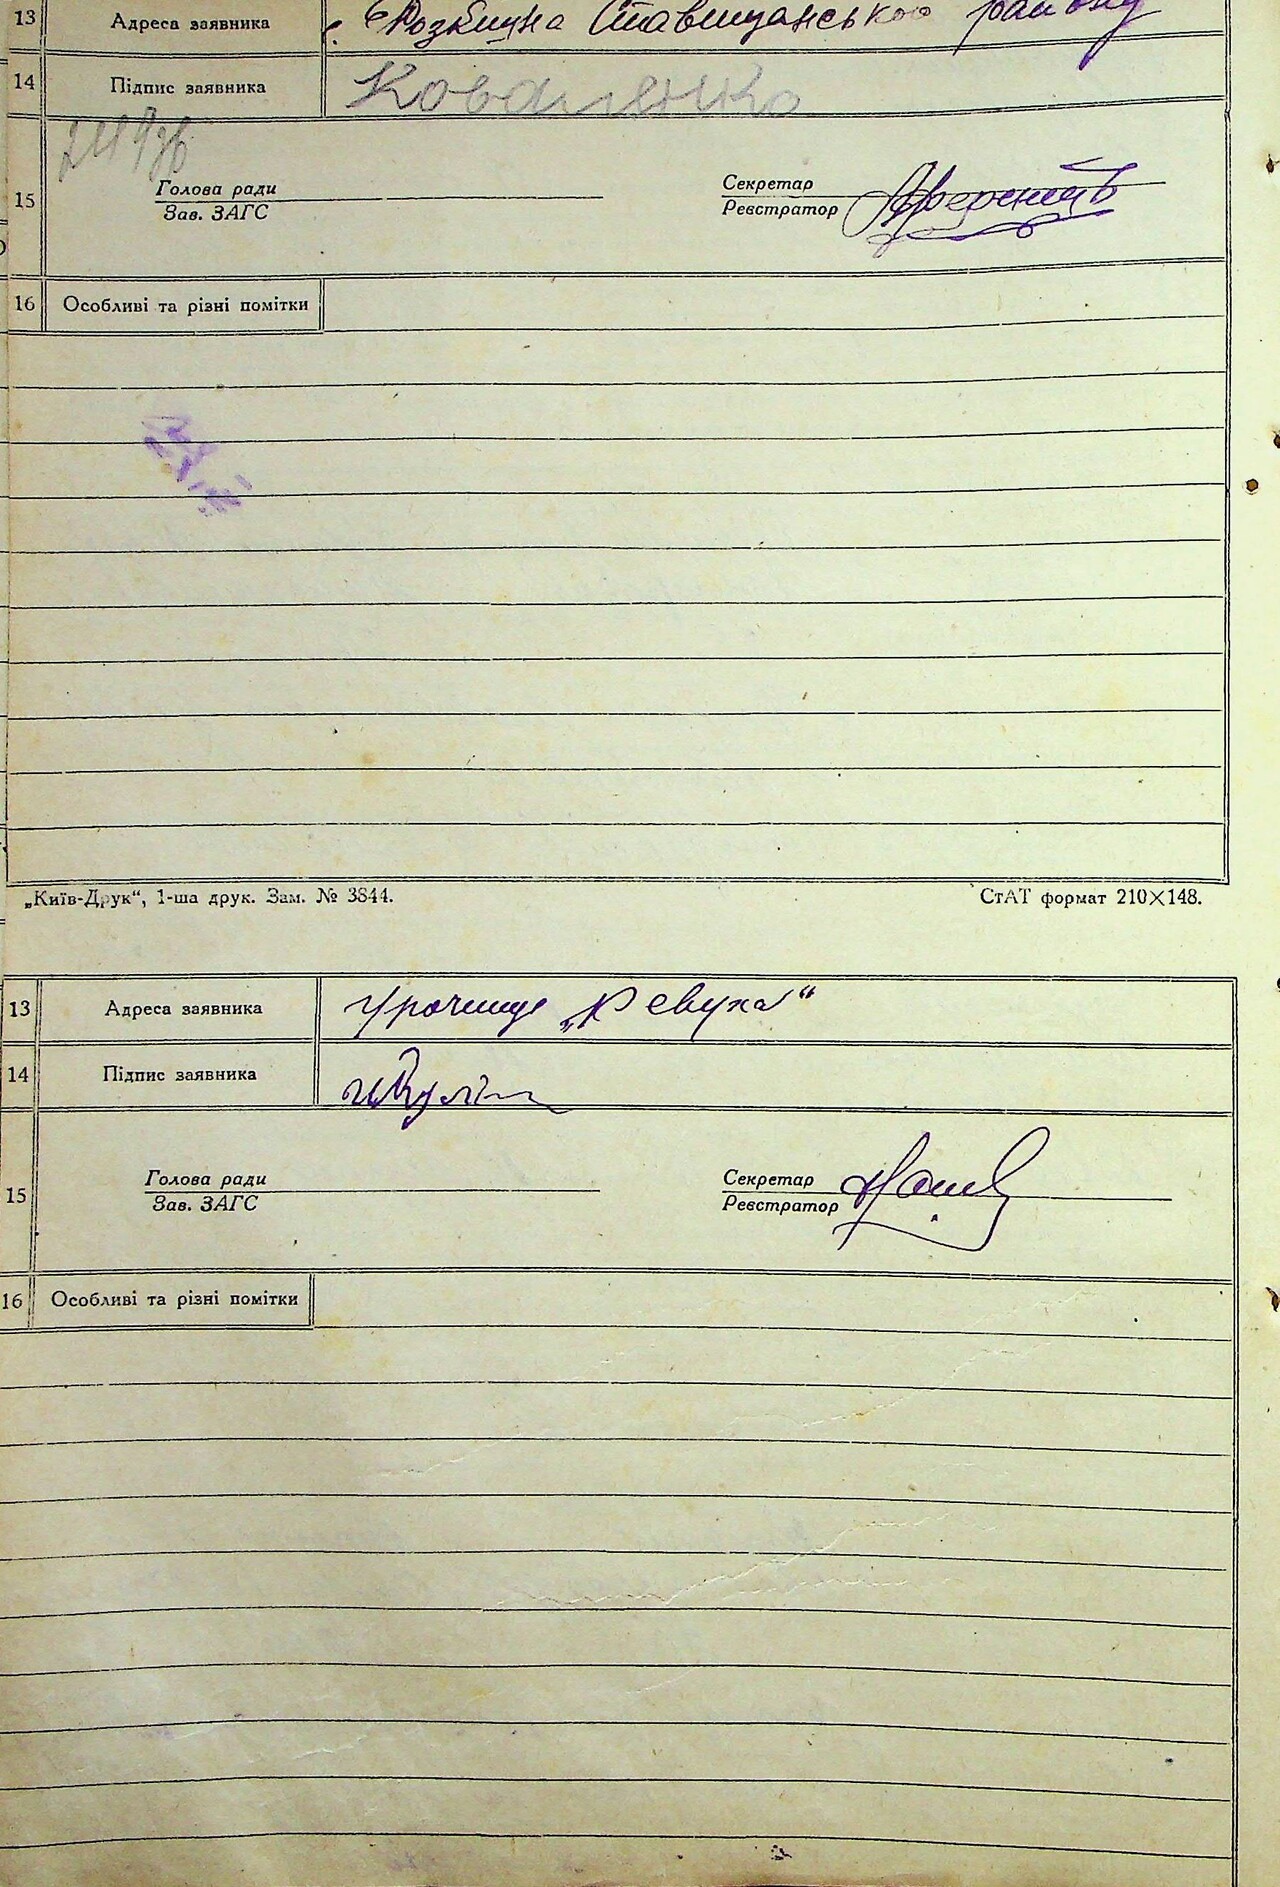 13 Адреса заявника с. Розкішна Ставищанського району
14 Підпис заявника Коваленко
15 Голова ради Секретар
Зав. ЗАГС Реєстратор
16 Особливі та різні помітки
„Київ-Друк“, 1-ша друк. Зам. № 3844. СтАТ формат 210×148.
13 Адреса заявника урочище „Ревуха“
14 Підпис заявника
15 Голова ради Секретар
Зав. ЗАГС Реєстратор
16 Особливі та різні помітки